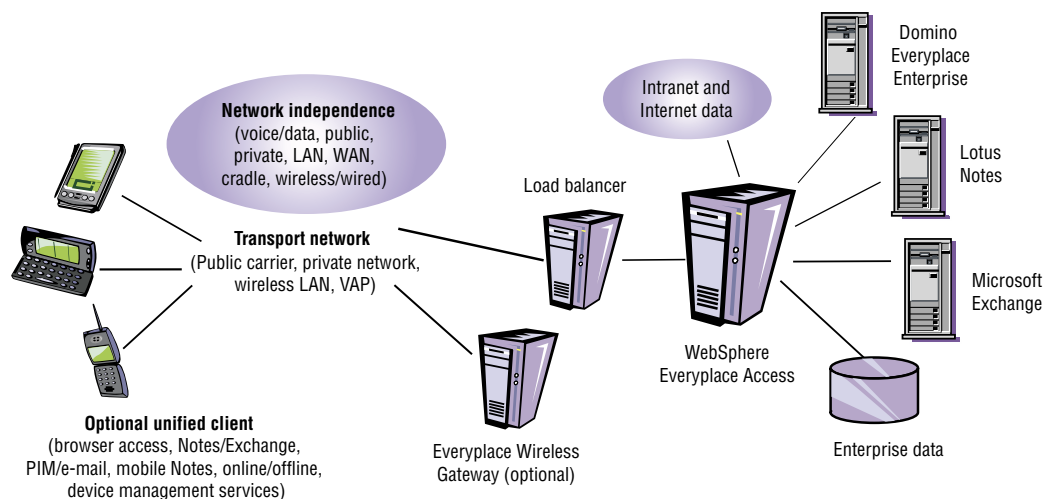 Network independence
(voice/data, public,
private, LAN, WAN,
cradle, wireless/wired)
Transport network
(Public carrier, private network,
wireless LAN, VAP)
Optional unified client
(browser access, Notes/Exchange,
PIM/e-mail, mobile Notes, online/offline,
device management services)
Load balancer
Everyplace Wireless
Gateway (optional)
Intranet and
Internet data
WebSphere
Everyplace Access
Domino
Everyplace
Enterprise
Lotus
Notes
Microsoft
Exchange
Enterprise data